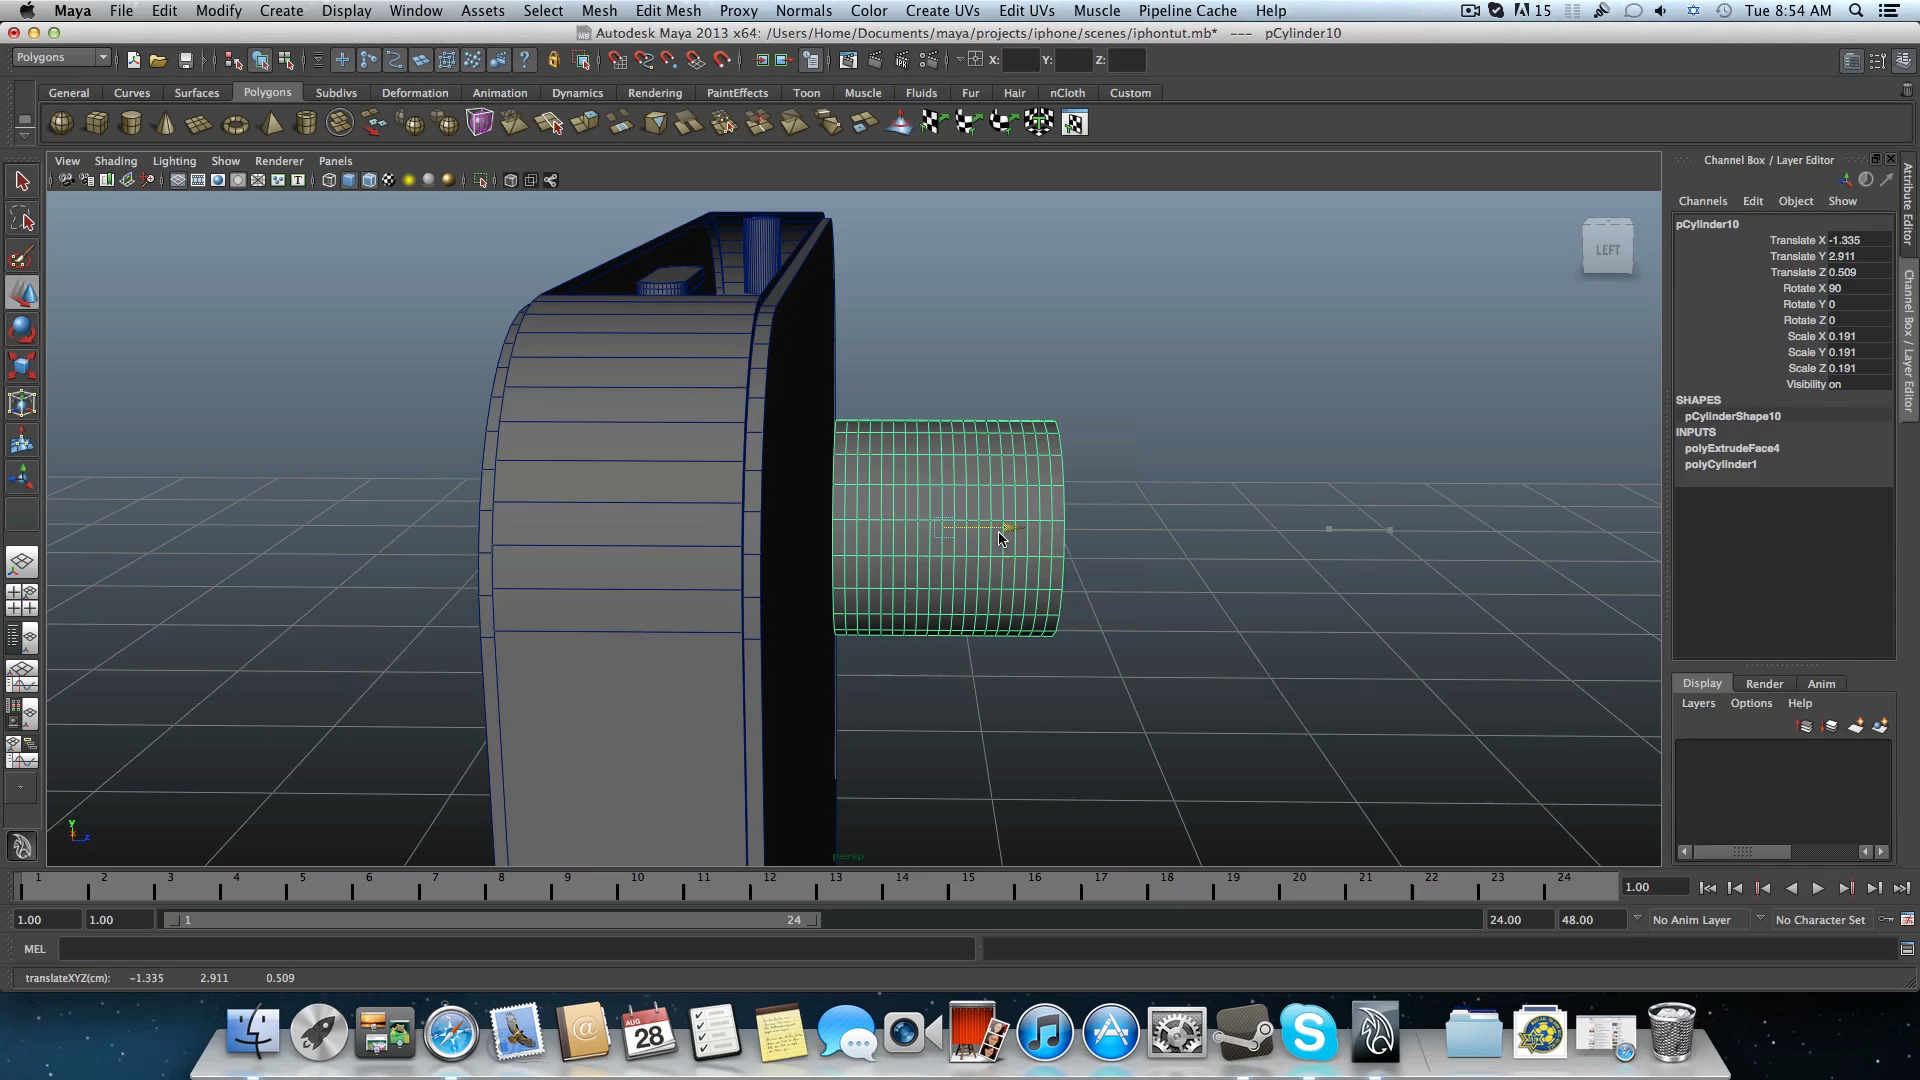 Maya File Edit Modify Create Display Window Assets Select Mesh Edit Mesh Proxy Normals Color Create UVs Edit UVs Muscle Pipeline Cache Help 15 Tue 8:54 AM
Autodesk Maya 2013 x64: /Users/Home/Documents/maya/projects/iphone/scenes/iphontut.mb* --- pCylinder10
Polygons X: Y: Z:
General Curves Surfaces Polygons Subdivs Deformation Animation Dynamics Rendering PaintEffects Toon Muscle Fluids Fur Hair nCloth Custom
View Shading Lighting Show Renderer Panels
Channel Box / Layer Editor
Channels Edit Object Show
pCylinder10
Translate X -1.335
Translate Y 2.911
Translate Z 0.509
Rotate X 90
Rotate Y 0
Rotate Z 0
Scale X 0.191
Scale Y 0.191
Scale Z 0.191
Visibility on
SHAPES
pCylinderShape10
INPUTS
polyExtrudeFace4
polyCylinder1
Attribute Editor
Channel Box / Layer Editor
LEFT
Display Render Anim
Layers Options Help
y
z
persp
1 2 3 4 5 6 7 8 9 10 11 12 13 14 15 16 17 18 19 20 21 22 23 24 1.00
1.00 1.00 1 24 24.00 48.00 No Anim Layer No Character Set
MEL
translateXYZ(cm): -1.335 2.911 0.509
AUG
28